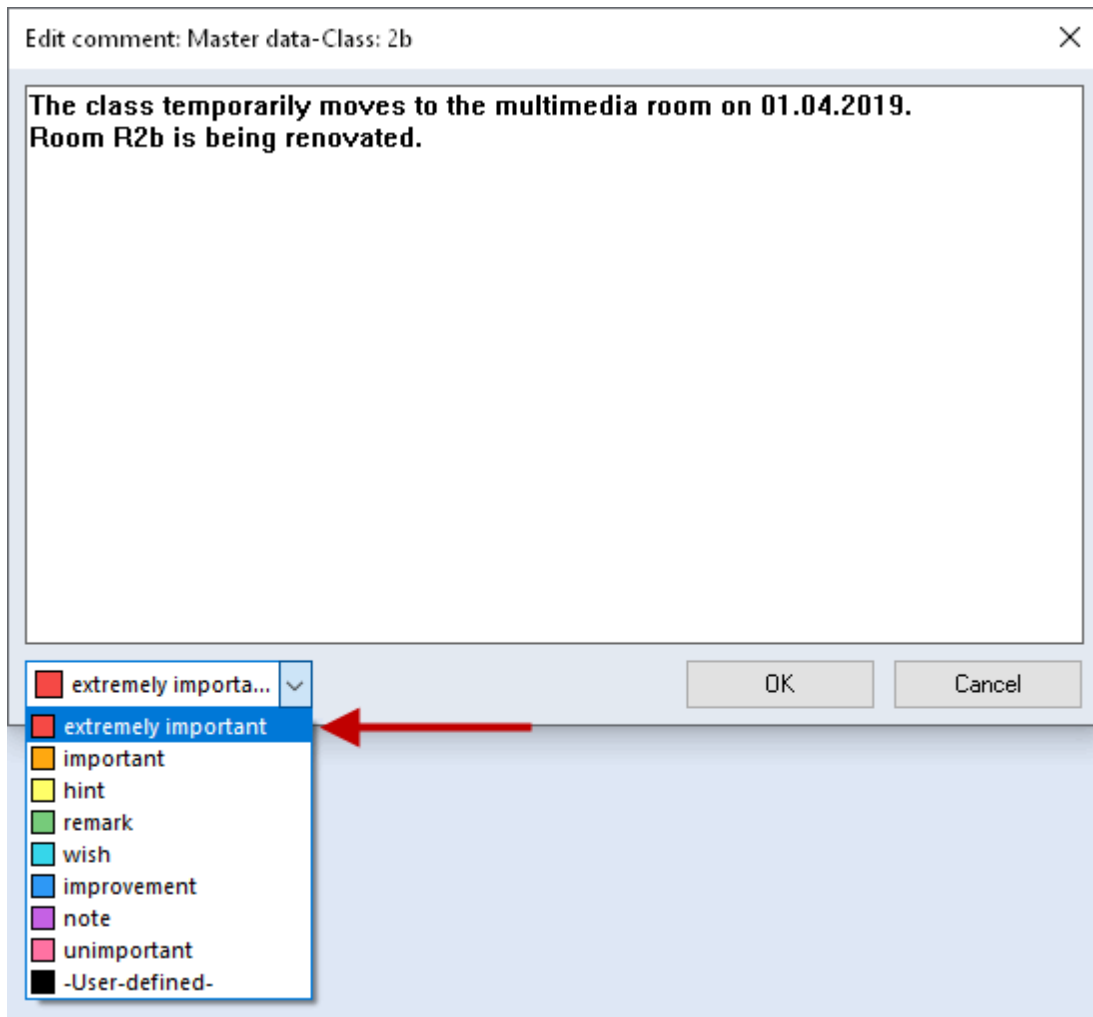 Edit comment: Master data-Class: 2b
The class temporarily moves to the multimedia room on 01.04.2019.
Room R2b is being renovated.
extremely importa...
OK
Cancel
extremely important
important
hint
remark
wish
improvement
note
unimportant
-User-defined-